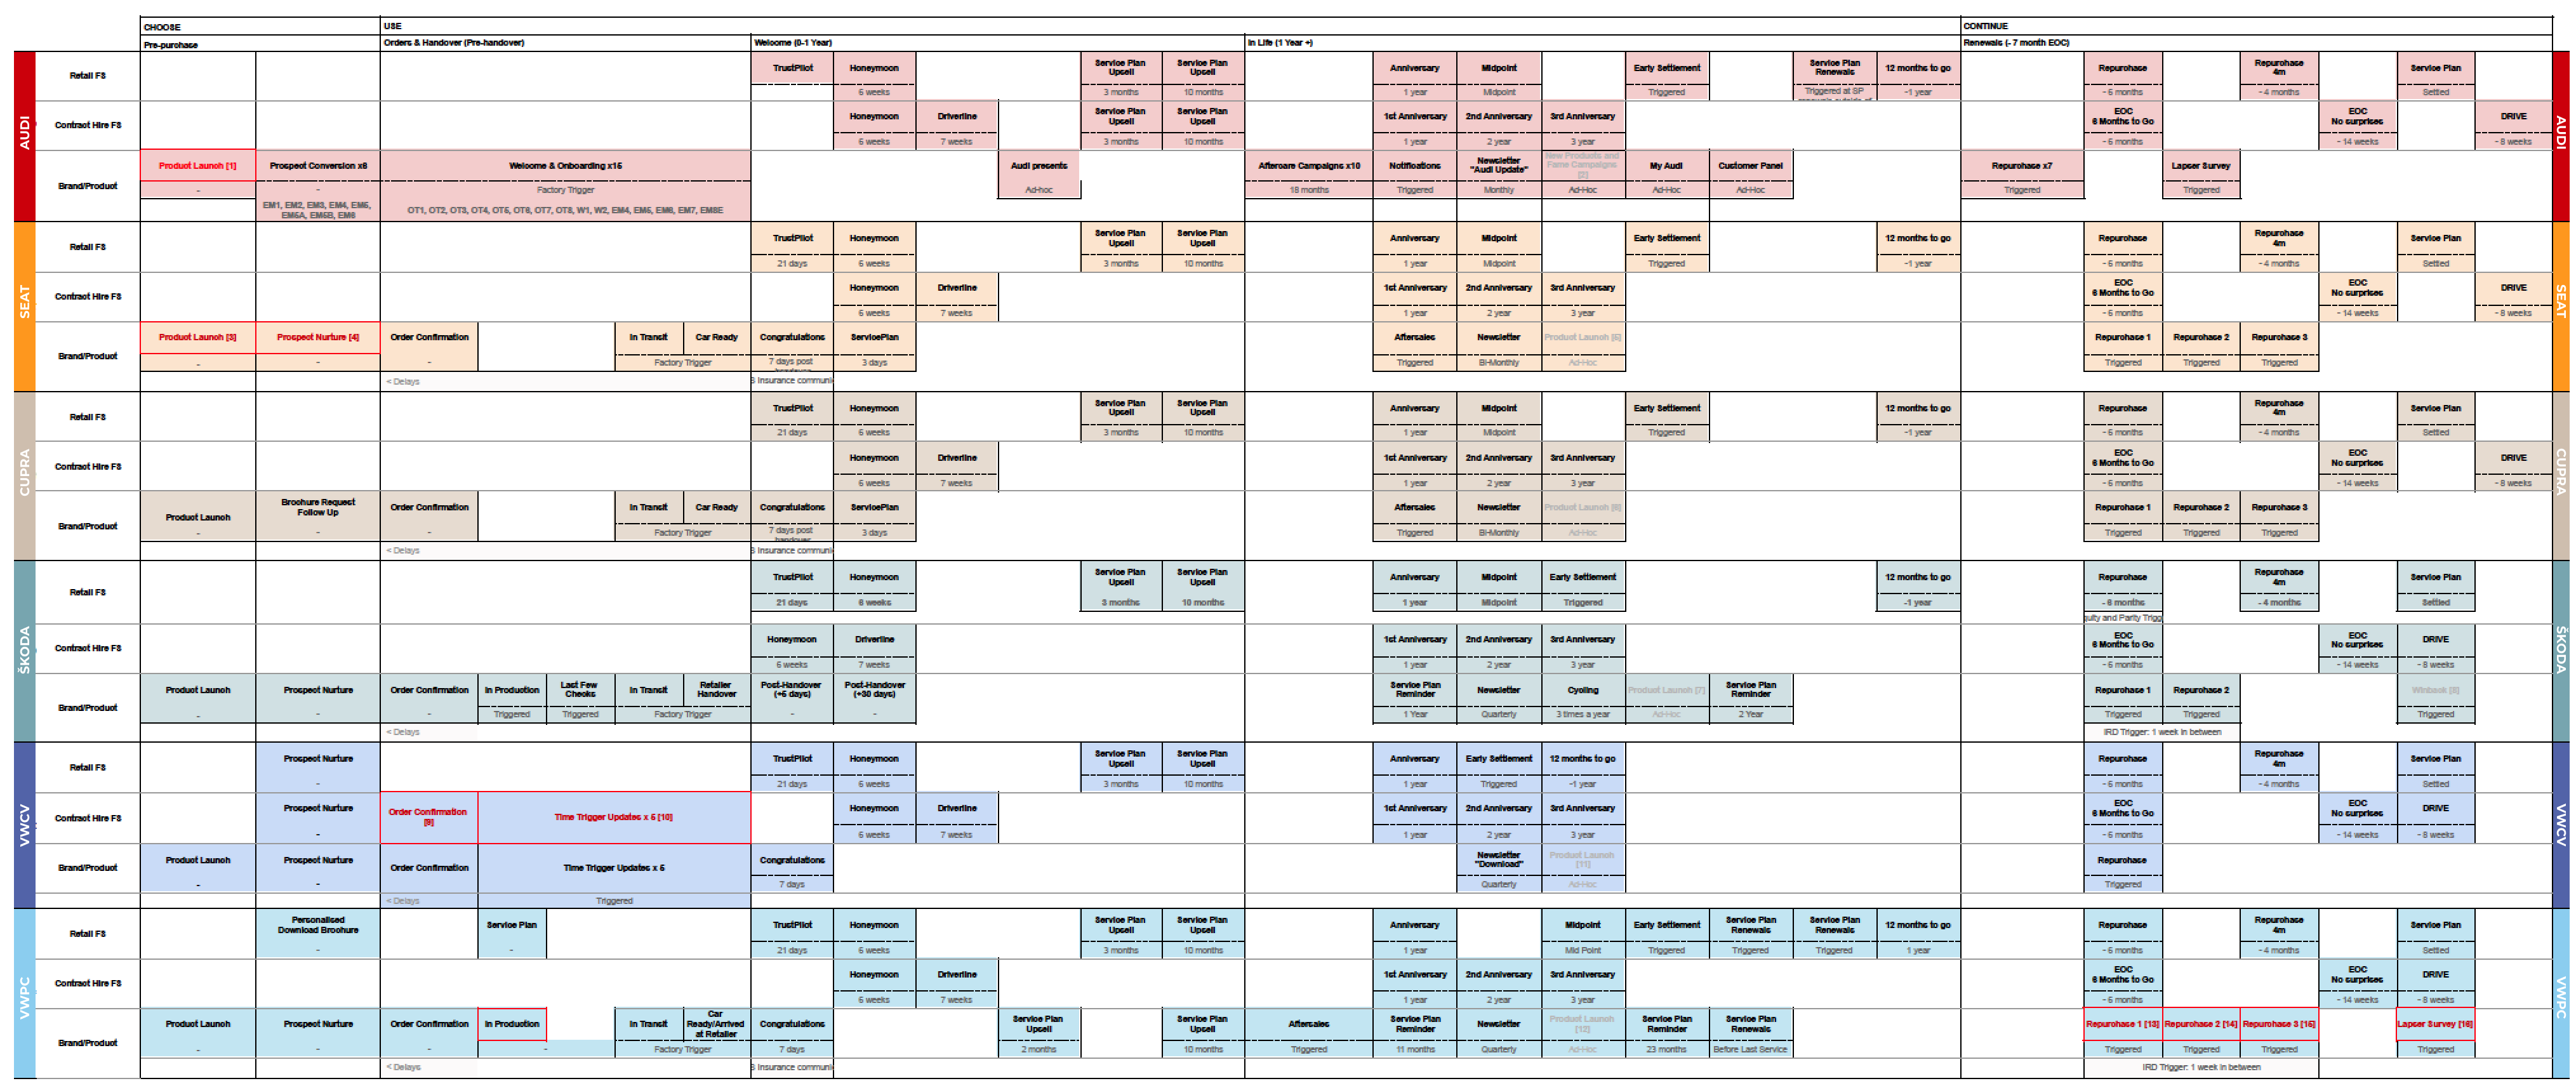 CHOOSE USE CONTINUE
Pre-purchase Orders & Handover (Pre-handover) Welcome (0-1 Year) In Life (1 Year +) Renewals (- 7 month EOC)
AUDI
Retail FS
TrustPilot Honeymoon Service Plan Upsell Service Plan Upsell Anniversary Midpoint Early Settlement Service Plan Renewals 12 months to go Repurchase Repurchase 4m Service Plan
6 weeks 3 months 10 months 1 year Midpoint Triggered Triggered at SP -1 year - 6 months - 4 months Settled
Contract Hire FS
Honeymoon Driverline Service Plan Upsell Service Plan Upsell 1st Anniversary 2nd Anniversary 3rd Anniversary EOC 6 Months to Go EOC No surprises DRIVE
6 weeks 7 weeks 3 months 10 months 1 year 2 year 3 year - 6 months - 14 weeks - 8 weeks
Brand/Product
Product Launch [1] Prospect Conversion x8 Welcome & Onboarding x15 Audi presents Aftercare Campaigns x10 Notifications Newsletter "Audi Update" New Products and Fame Campaigns [2] My Audi Customer Panel Repurchase x7 Lapser Survey
- - Factory Trigger Ad-hoc 18 months Triggered Monthly Ad-Hoc Ad-Hoc Ad-Hoc Triggered Triggered
EM1, EM2, EM3, EM4, EM5, EM5A, EM5B, EM6 OT1, OT2, OT3, OT4, OT5, OT6, OT7, OT8, W1, W2, EM4, EM5, EM6, EM7, EM8E
AUDI
SEAT
Retail FS
TrustPilot Honeymoon Service Plan Upsell Service Plan Upsell Anniversary Midpoint Early Settlement 12 months to go Repurchase Repurchase 4m Service Plan
21 days 6 weeks 3 months 10 months 1 year Midpoint Triggered -1 year - 6 months - 4 months Settled
Contract Hire FS
Honeymoon Driverline 1st Anniversary 2nd Anniversary 3rd Anniversary EOC 6 Months to Go EOC No surprises DRIVE
6 weeks 7 weeks 1 year 2 year 3 year - 6 months - 14 weeks - 8 weeks
Brand/Product
Product Launch [3] Prospect Nurture [4] Order Confirmation In Transit Car Ready Congratulations ServicePlan Aftersales Newsletter Product Launch [5] Repurchase 1 Repurchase 2 Repurchase 3
- - - Factory Trigger 7 days post 3 days Triggered Bi-Monthly Ad-Hoc Triggered Triggered Triggered
< Delays Insurance communi
SEAT
CUPRA
Retail FS
TrustPilot Honeymoon Service Plan Upsell Service Plan Upsell Anniversary Midpoint Early Settlement 12 months to go Repurchase Repurchase 4m Service Plan
21 days 6 weeks 3 months 10 months 1 year Midpoint Triggered -1 year - 6 months - 4 months Settled
Contract Hire FS
Honeymoon Driverline 1st Anniversary 2nd Anniversary 3rd Anniversary EOC 6 Months to Go EOC No surprises DRIVE
6 weeks 7 weeks 1 year 2 year 3 year - 6 months - 14 weeks - 8 weeks
Brand/Product
Product Launch Brochure Request Follow Up Order Confirmation In Transit Car Ready Congratulations ServicePlan Aftersales Newsletter Product Launch [6] Repurchase 1 Repurchase 2 Repurchase 3
- - - Factory Trigger 7 days post handover 3 days Triggered Bi-Monthly Ad-Hoc Triggered Triggered Triggered
< Delays Insurance communi
CUPRA
ŠKODA
Retail FS
TrustPilot Honeymoon Service Plan Upsell Service Plan Upsell Anniversary Midpoint Early Settlement 12 months to go Repurchase Repurchase 4m Service Plan
21 days 6 weeks 3 months 10 months 1 year Midpoint Triggered -1 year - 6 months - 4 months Settled
quity and Parity Trigg
Contract Hire FS
Honeymoon Driverline 1st Anniversary 2nd Anniversary 3rd Anniversary EOC 6 Months to Go EOC No surprises DRIVE
6 weeks 7 weeks 1 year 2 year 3 year - 6 months - 14 weeks - 8 weeks
Brand/Product
Product Launch Prospect Nurture Order Confirmation In Production Last Few Checks In Transit Retailer Handover Post-Handover (+5 days) Post-Handover (+30 days) Service Plan Reminder Newsletter Cycling Product Launch [7] Service Plan Reminder Repurchase 1 Repurchase 2 Winback [8]
- - - Triggered Triggered Factory Trigger - - 1 Year Quarterly 3 times a year Ad-Hoc 2 Year Triggered Triggered Triggered
< Delays IRD Trigger: 1 week in between
ŠKODA
VWCV
Retail FS
Prospect Nurture TrustPilot Honeymoon Service Plan Upsell Service Plan Upsell Anniversary Early Settlement 12 months to go Repurchase Repurchase 4m Service Plan
- 21 days 6 weeks 3 months 10 months 1 year Triggered -1 year - 6 months - 4 months Settled
Contract Hire FS
Prospect Nurture Order Confirmation [9] Time Trigger Updates x 5 [10] Honeymoon Driverline 1st Anniversary 2nd Anniversary 3rd Anniversary EOC 6 Months to Go EOC No surprises DRIVE
- 6 weeks 7 weeks 1 year 2 year 3 year - 6 months - 14 weeks - 8 weeks
Brand/Product
Product Launch Prospect Nurture Order Confirmation Time Trigger Updates x 5 Congratulations Newsletter "Download" Product Launch [11] Repurchase
- - 7 days Quarterly Ad-Hoc Triggered
< Delays Triggered
VWCV
VWPC
Retail FS
Personalised Download Brochure Service Plan TrustPilot Honeymoon Service Plan Upsell Service Plan Upsell Anniversary Midpoint Early Settlement Service Plan Renewals Service Plan Renewals 12 months to go Repurchase Repurchase 4m Service Plan
- - 21 days 6 weeks 3 months 10 months 1 year Mid Point Triggered Triggered Triggered 1 year - 6 months - 4 months Settled
Contract Hire FS
Honeymoon Driverline 1st Anniversary 2nd Anniversary 3rd Anniversary EOC 6 Months to Go EOC No surprises DRIVE
6 weeks 7 weeks 1 year 2 year 3 year - 6 months - 14 weeks - 8 weeks
Brand/Product
Product Launch Prospect Nurture Order Confirmation In Production In Transit Car Ready/Arrived at Retailer Congratulations Service Plan Upsell Service Plan Upsell Aftersales Service Plan Reminder Newsletter Product Launch [12] Service Plan Reminder Service Plan Renewals Repurchase 1 [13] Repurchase 2 [14] Repurchase 3 [15] Lapser Survey [16]
- - - - Factory Trigger 7 days 2 months 10 months Triggered 11 months Quarterly Ad-Hoc 23 months Before Last Service Triggered Triggered Triggered Triggered
< Delays Insurance communi IRD Trigger: 1 week in between
VWPC